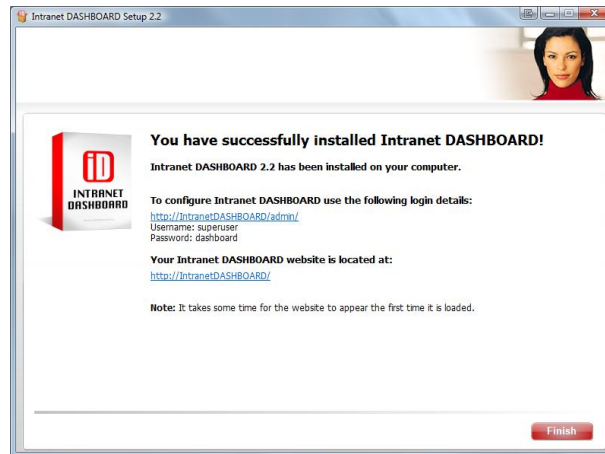 Intranet DASHBOARD Setup 2.2
You have successfully installed Intranet DASHBOARD!
Intranet DASHBOARD 2.2 has been installed on your computer.
iD
INTRANET
DASHBOARD
To configure Intranet DASHBOARD use the following login details:
http://IntranetDASHBOARD/admin/
Username: superuser
Password: dashboard
Your Intranet DASHBOARD website is located at:
http://IntranetDASHBOARD/
Note: It takes some time for the website to appear the first time it is loaded.
Finish